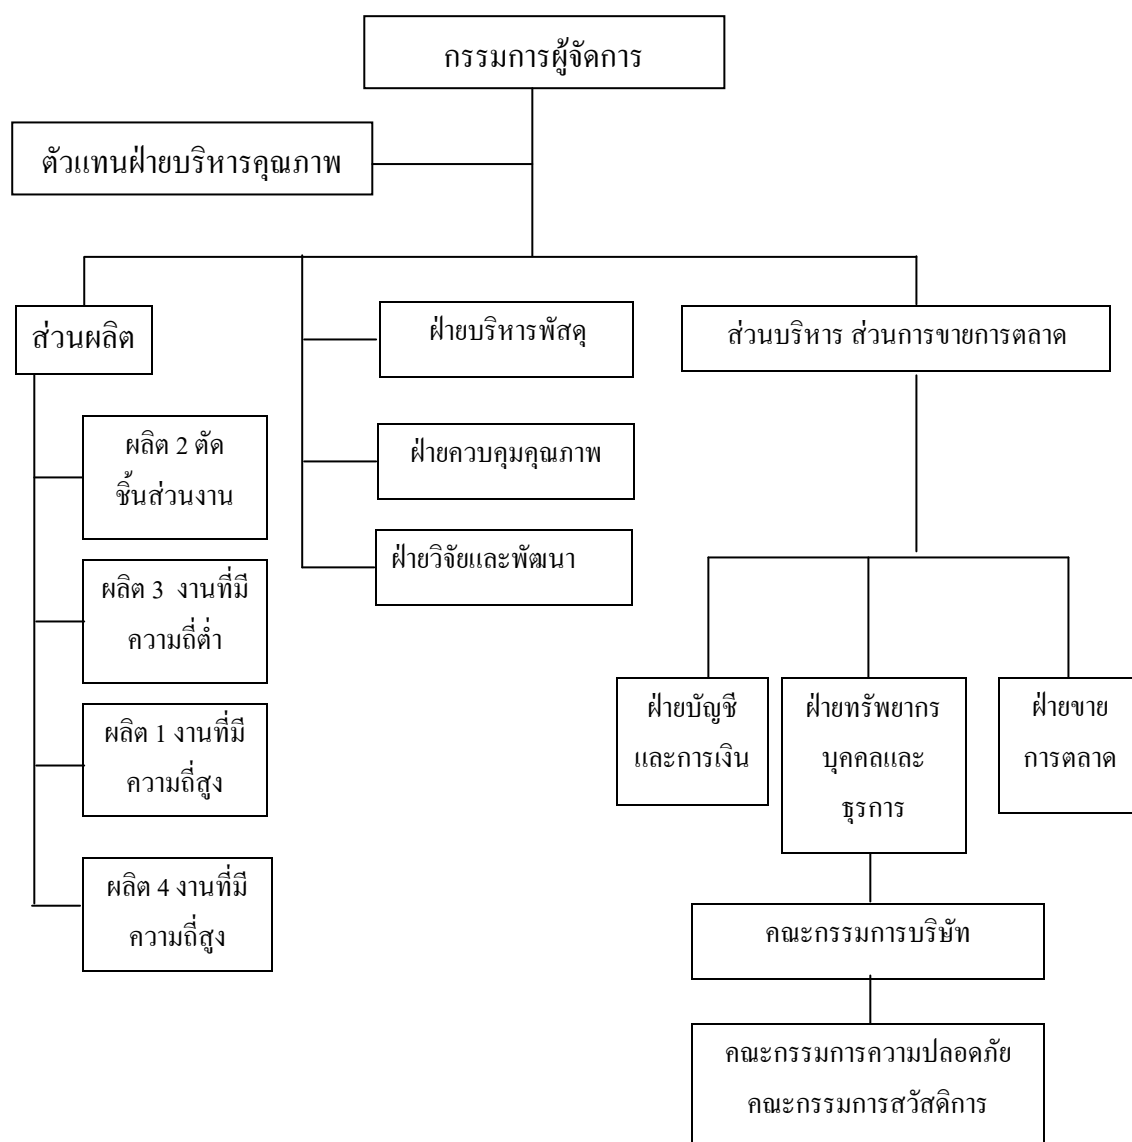 กรรมการผู้จัดการ
ตัวแทนฝ่ายบริหารคุณภาพ
ส่วนผลิต
ผลิต 2 ตัด
ชิ้นส่วนงาน
ผลิต 3 งานที่มี
ความถี่ต่ำ
ผลิต 1 งานที่มี
ความถี่สูง
ผลิต 4 งานที่มี
ความถี่สูง
ฝ่ายบริหารพัสดุ
ฝ่ายควบคุมคุณภาพ
ฝ่ายวิจัยและพัฒนา
ส่วนบริหาร ส่วนการขายการตลาด
ฝ่ายบัญชี
และการเงิน
ฝ่ายทรัพยากร
บุคคลและ
ธุรการ
ฝ่ายขาย
การตลาด
คณะกรรมการบริษัท
คณะกรรมการความปลอดภัย
คณะกรรมการสวัสดิการ